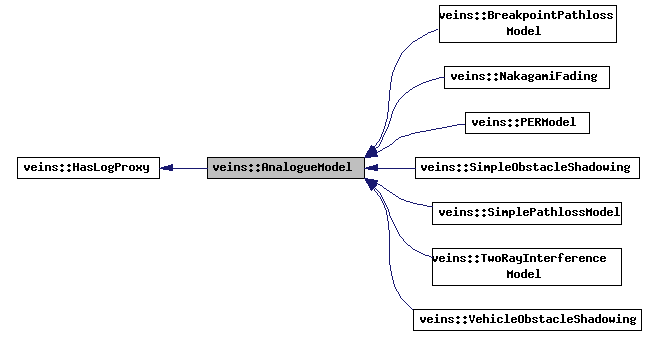 veins::BreakpointPathloss
Model
veins::NakagamiFading
veins::PERModel
veins::HasLogProxy
veins::AnalogueModel
veins::SimpleObstacleShadowing
veins::SimplePathlossModel
veins::TwoRayInterference
Model
veins::VehicleObstacleShadowing